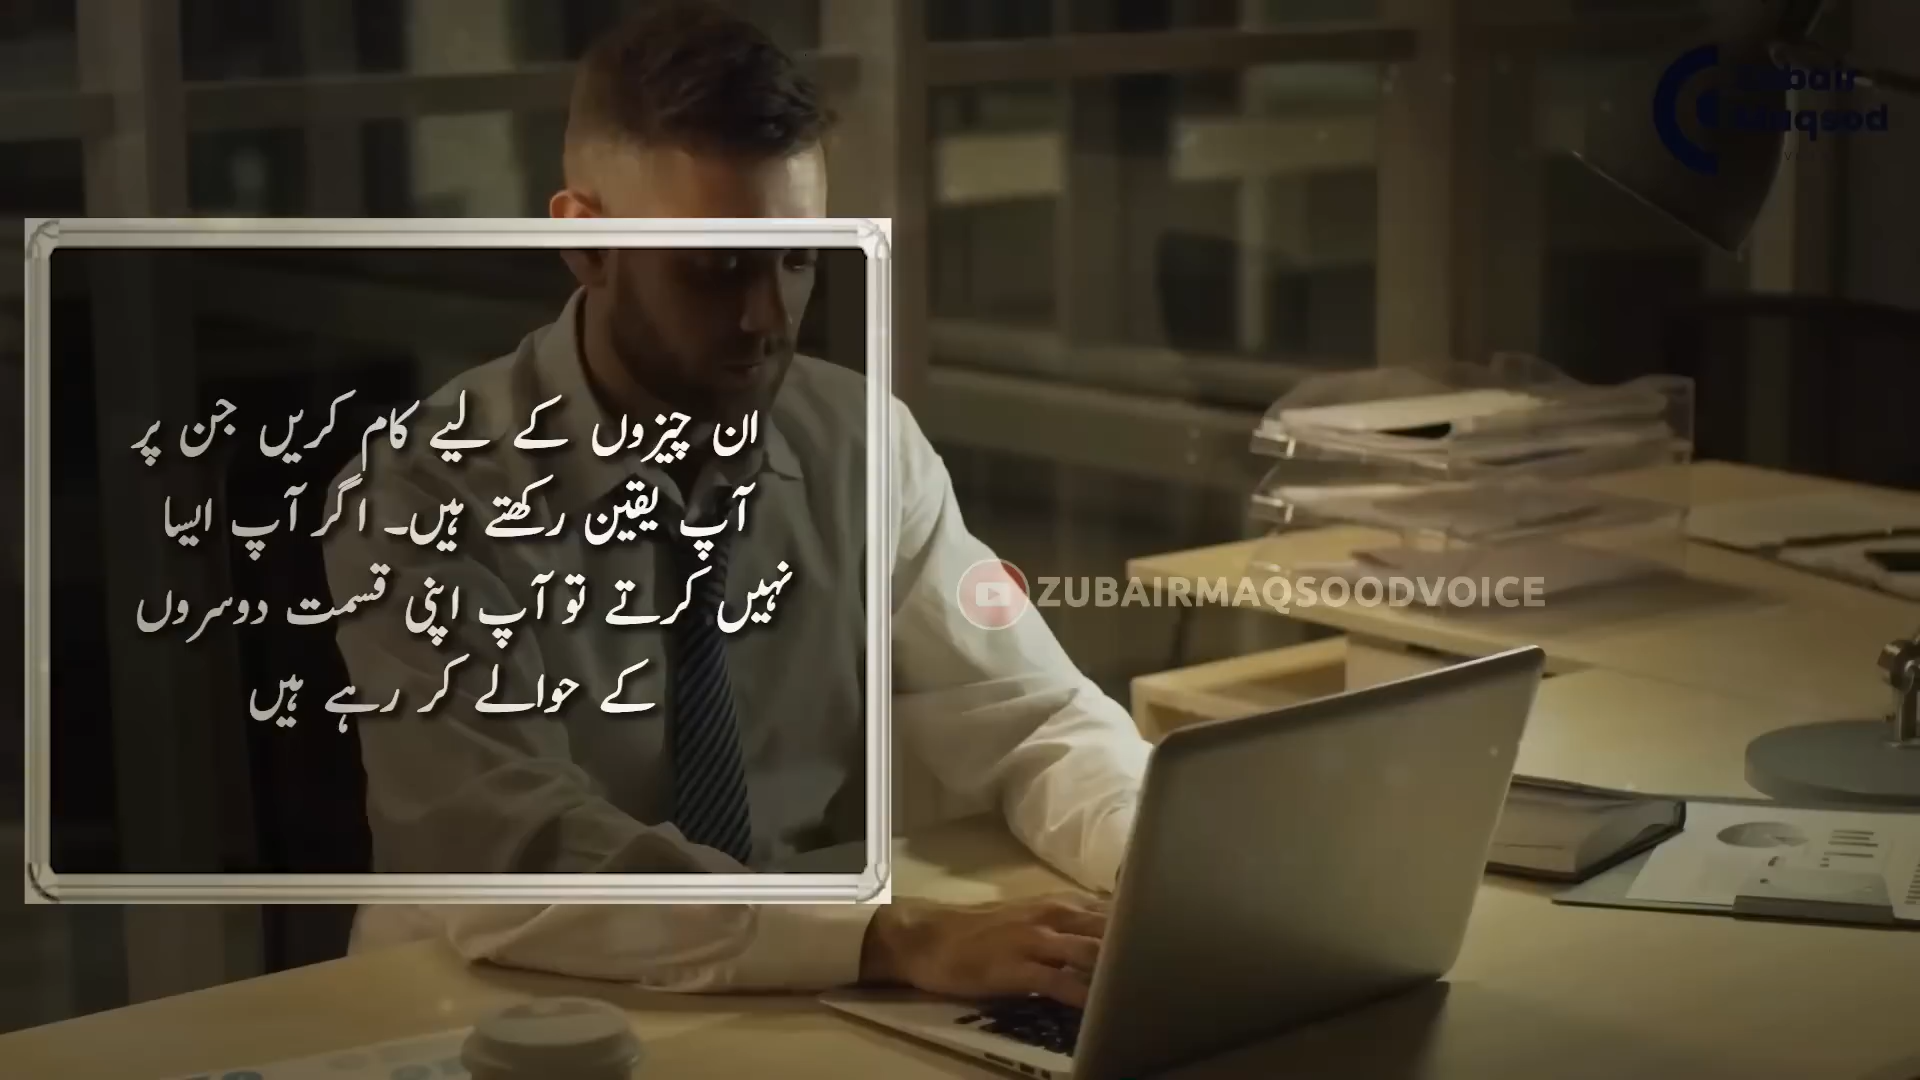 ان چیزوں کے لیے کام کریں جن پر
آپ یقین رکھتے ہیں۔ اگر آپ ایسا
نہیں کرتے تو آپ اپنی قسمت دوسروں
کے حوالے کر رہے ہیں
ZUBAIRMAQSOODVOICE